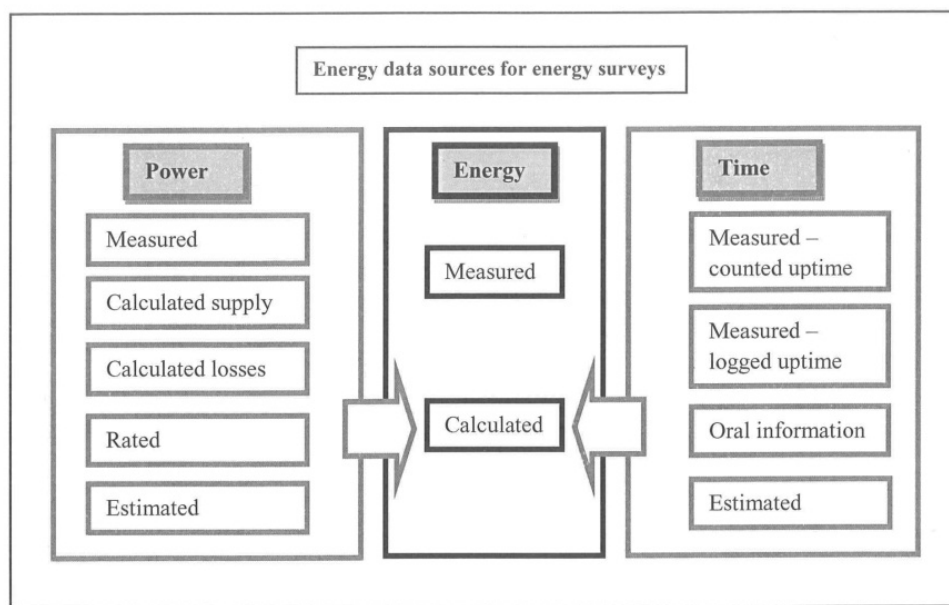 Energy data sources for energy surveys
Power
Measured
Calculated supply
Calculated losses
Rated
Estimated
Energy
Measured
Calculated
Time
Measured –
counted uptime
Measured –
logged uptime
Oral information
Estimated